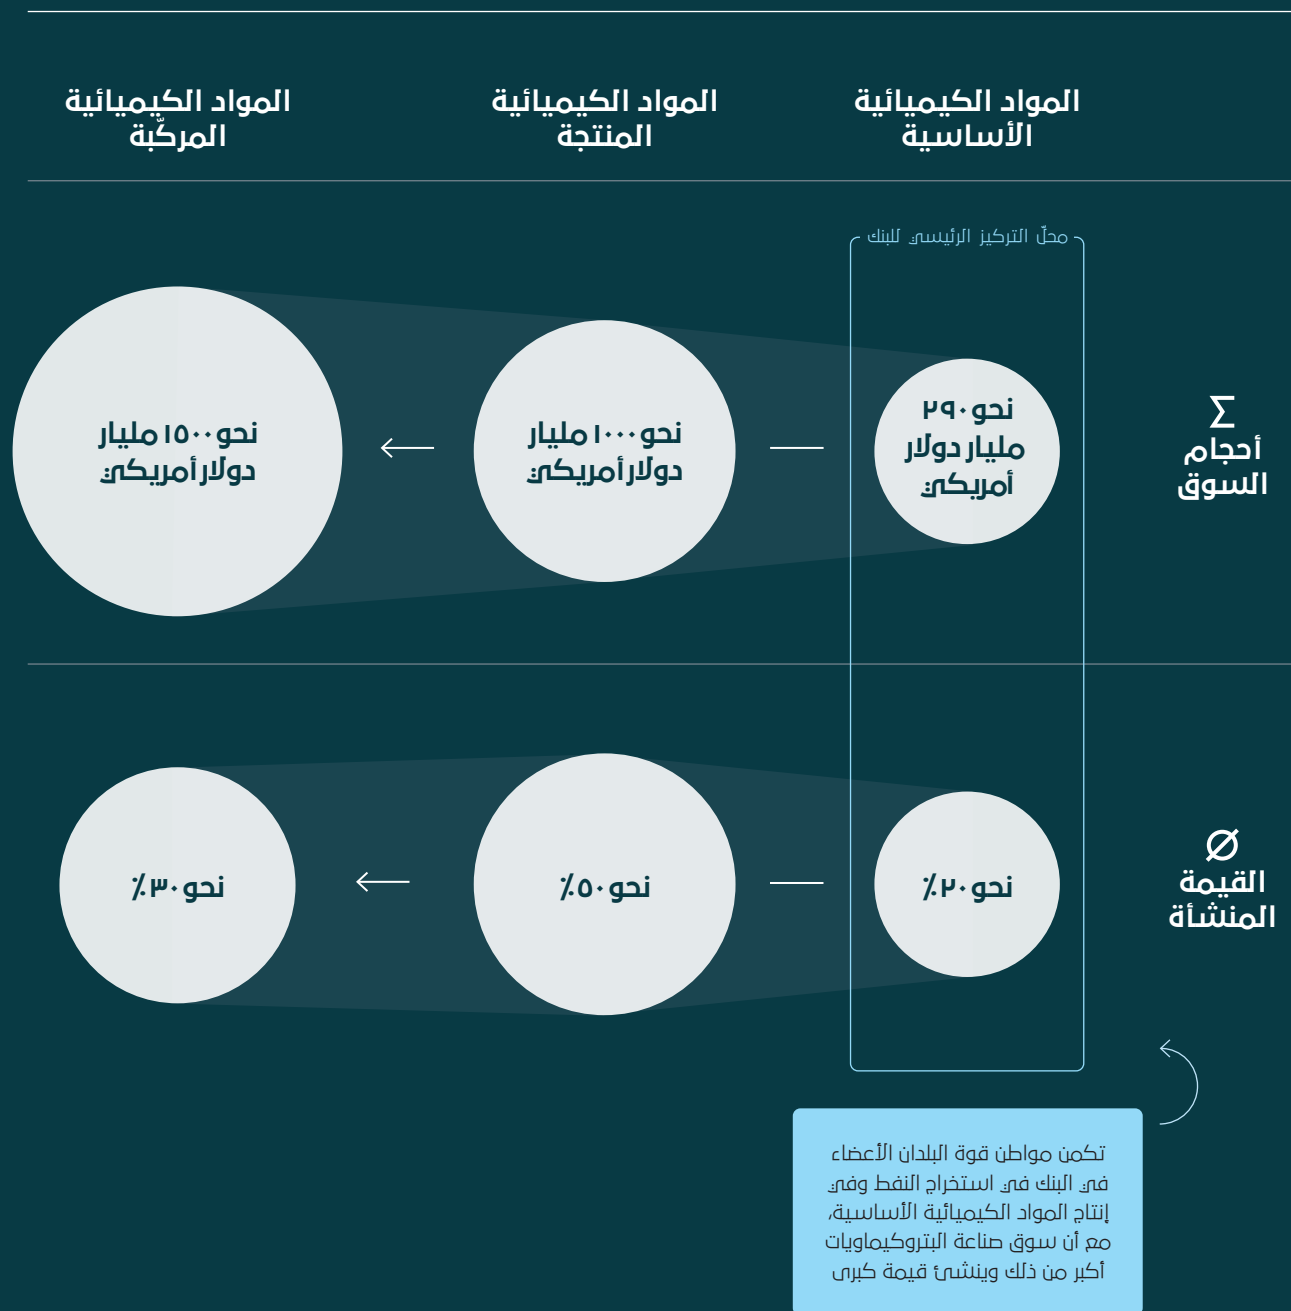 المواد الكيميائية
الأساسية
المواد الكيميائية
المنتجة
المواد الكيميائية
المركّبة
محلّ التركيز الرئيسي للبنك
Σ
أحجام
السوق
نحو ٢٩٠
مليار دولار
أمريكي
نحو ١٠٠٠ مليار
دولار أمريكي
نحو ١٥٠٠ مليار
دولار أمريكي
Ø
القيمة
المنشأة
نحو ٢٠٪
نحو ٥٠٪
نحو ٣٠٪
تكمن مواطن قوة البلدان الأعضاء
في البنك في استخراج النفط وفي
إنتاج المواد الكيميائية الأساسية،
مع أن سوق صناعة البتروكيماويات
أكبر من ذلك وينشئ قيمة كبرى